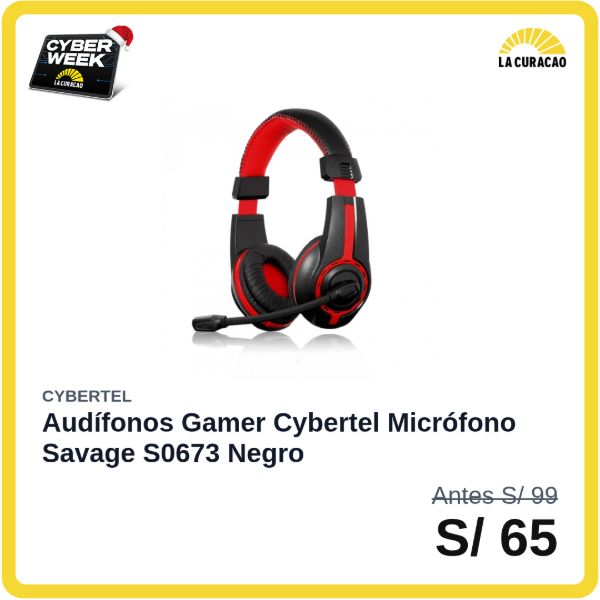 CYBER
WEEK
LA CURACAO
LA CURACAO
CYBERTEL
Audífonos Gamer Cybertel Micrófono
Savage S0673 Negro
Antes S/ 99
S/ 65